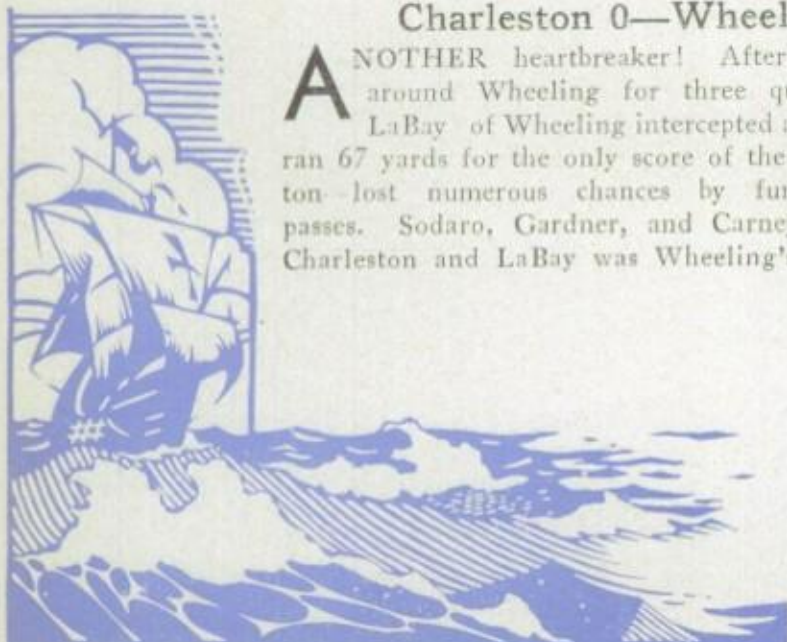 Charleston 0—Wheel
ANOTHER heartbreaker! After
around Wheeling for three qu
LaBay of Wheeling intercepted a
ran 67 yards for the only score of the
ton lost numerous chances by fu
passes. Sodaro, Gardner, and Carne
Charleston and LaBay was Wheeling's